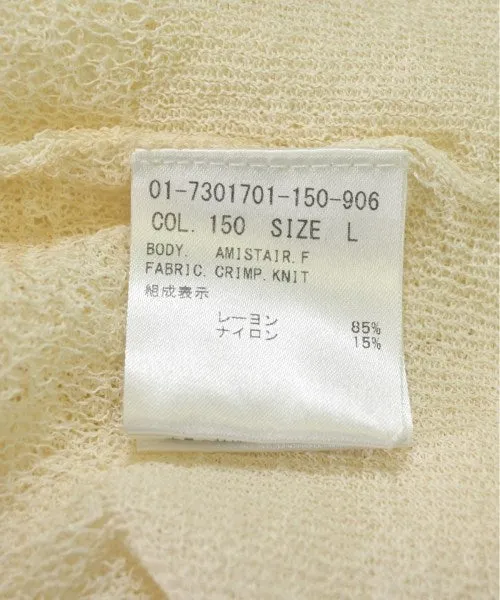 01-7301701-150-906
COL. 150 SIZE L
BODY. AMISTAIR.F
FABRIC.CRIMP.KNIT
組成表示
レーヨン 85%
ナイロン 15%